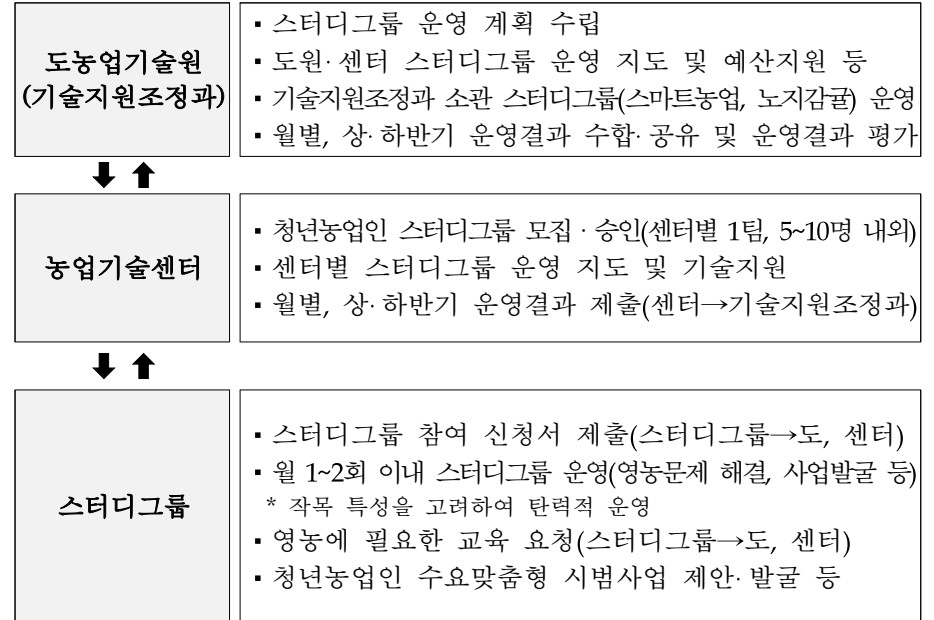 도농업기술원
(기술지원조정과)
▪ 스터디그룹 운영 계획 수립
▪ 도원·센터 스터디그룹 운영 지도 및 예산지원 등
▪ 기술지원조정과 소관 스터디그룹(스마트농업, 노지감귤) 운영
▪ 월별, 상·하반기 운영결과 수합·공유 및 운영결과 평가
⬇ ⬆
농업기술센터
▪ 청년농업인 스터디그룹 모집·승인(센터별 1팀, 5~10명 내외)
▪ 센터별 스터디그룹 운영 지도 및 기술지원
▪ 월별, 상·하반기 운영결과 제출(센터→기술지원조정과)
⬇ ⬆
스터디그룹
▪ 스터디그룹 참여 신청서 제출(스터디그룹→도, 센터)
▪ 월 1~2회 이내 스터디그룹 운영(영농문제 해결, 사업발굴 등)
* 작목 특성을 고려하여 탄력적 운영
▪ 영농에 필요한 교육 요청(스터디그룹→도, 센터)
▪ 청년농업인 수요맞춤형 시범사업 제안·발굴 등